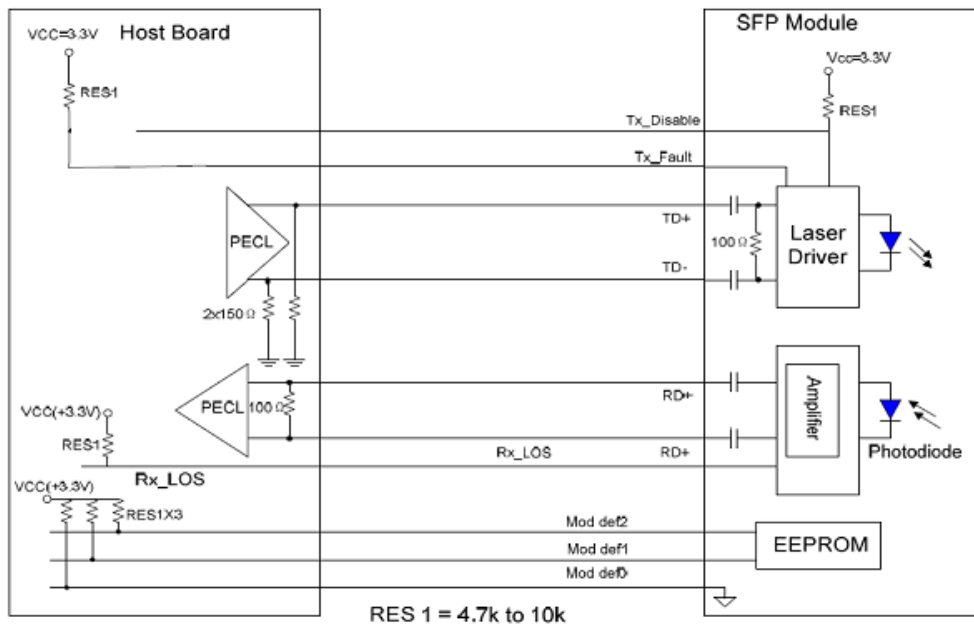 Host Board
SFP Module
VCC=3.3V
RES1
Vcc=3.3V
RES1
Tx_Disable
Tx_Fault
PECL
TD+
TD-
2x150 Ω
100 Ω
Laser
Driver
PECL
100 Ω
RD+
RD+
Amplifier
Photodiode
VCC(+3.3V)
RES1
Rx_LOS
Rx_LOS
VCC(+3.3V)
RES1X3
Mod def2
Mod def1
Mod def0
EEPROM
RES 1 = 4.7k to 10k